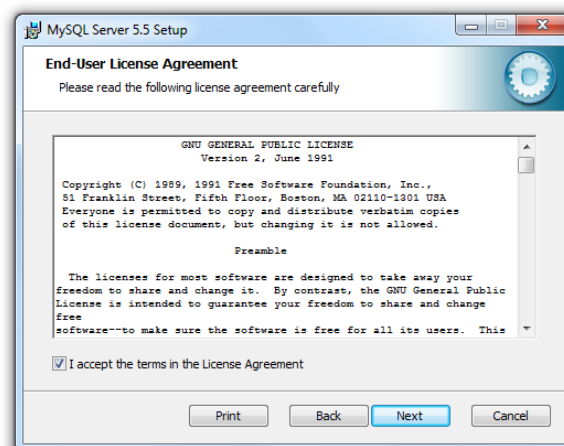 MySQL Server 5.5 Setup
End-User License Agreement
Please read the following license agreement carefully
GNU GENERAL PUBLIC LICENSE
Version 2, June 1991
Copyright (C) 1989, 1991 Free Software Foundation, Inc.,
51 Franklin Street, Fifth Floor, Boston, MA 02110-1301 USA
Everyone is permitted to copy and distribute verbatim copies
of this license document, but changing it is not allowed.
Preamble
The licenses for most software are designed to take away your
freedom to share and change it.  By contrast, the GNU General Public
License is intended to guarantee your freedom to share and change
free
software--to make sure the software is free for all its users.  This
I accept the terms in the License Agreement
Print Back Next Cancel